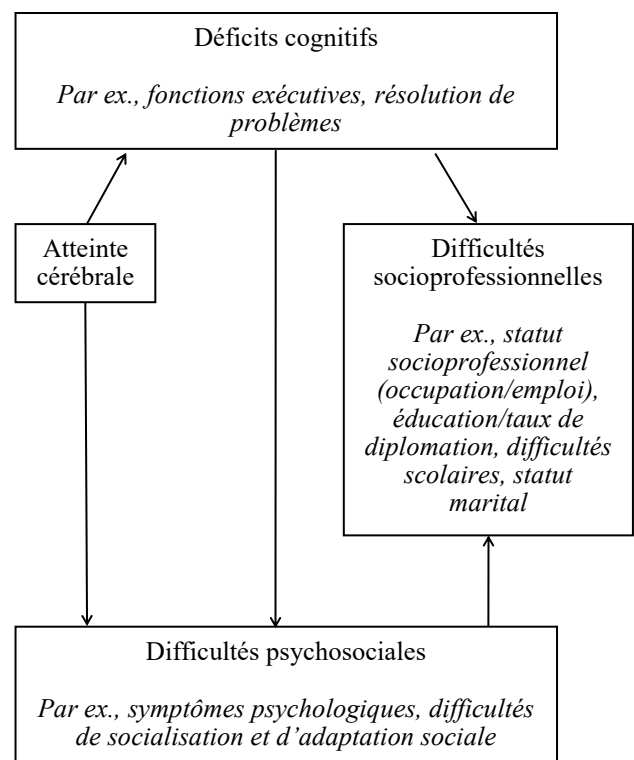 Déficits cognitifs
Par ex., fonctions exécutives, résolution de
problèmes
Atteinte
cérébrale
Difficultés
socioprofessionnelles
Par ex., statut
socioprofessionnel
(occupation/emploi),
éducation/taux de
diplomation, difficultés
scolaires, statut
marital
Difficultés psychosociales
Par ex., symptômes psychologiques, difficultés
de socialisation et d’adaptation sociale